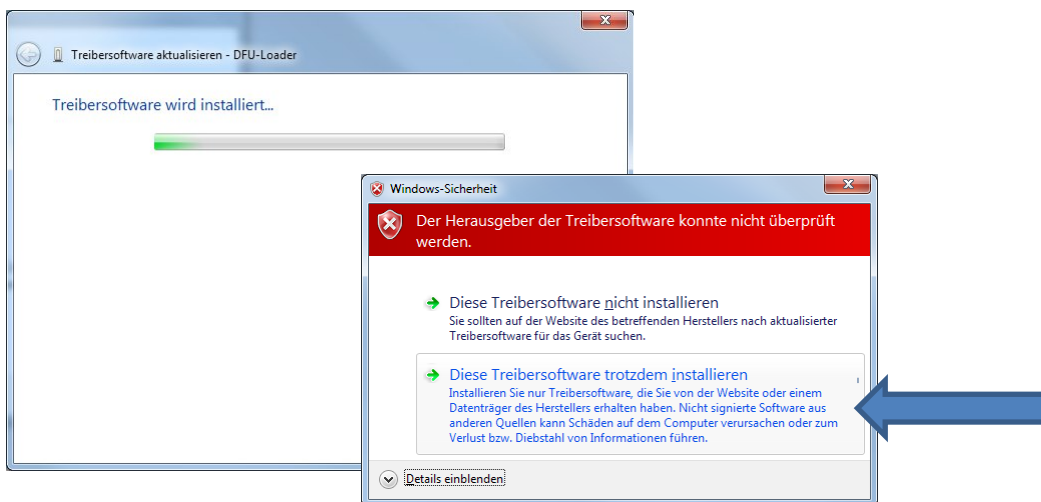 Treibersoftware aktualisieren - DFU-Loader
Treibersoftware wird installiert...
Windows-Sicherheit
Der Herausgeber der Treibersoftware konnte nicht überprüft
werden.
Diese Treibersoftware nicht installieren
Sie sollten auf der Website des betreffenden Herstellers nach aktualisierter
Treibersoftware für das Gerät suchen.
Diese Treibersoftware trotzdem installieren
Installieren Sie nur Treibersoftware, die Sie von der Website oder einem
Datenträger des Herstellers erhalten haben. Nicht signierte Software aus
anderen Quellen kann Schäden auf dem Computer verursachen oder zum
Verlust bzw. Diebstahl von Informationen führen.
Details einblenden